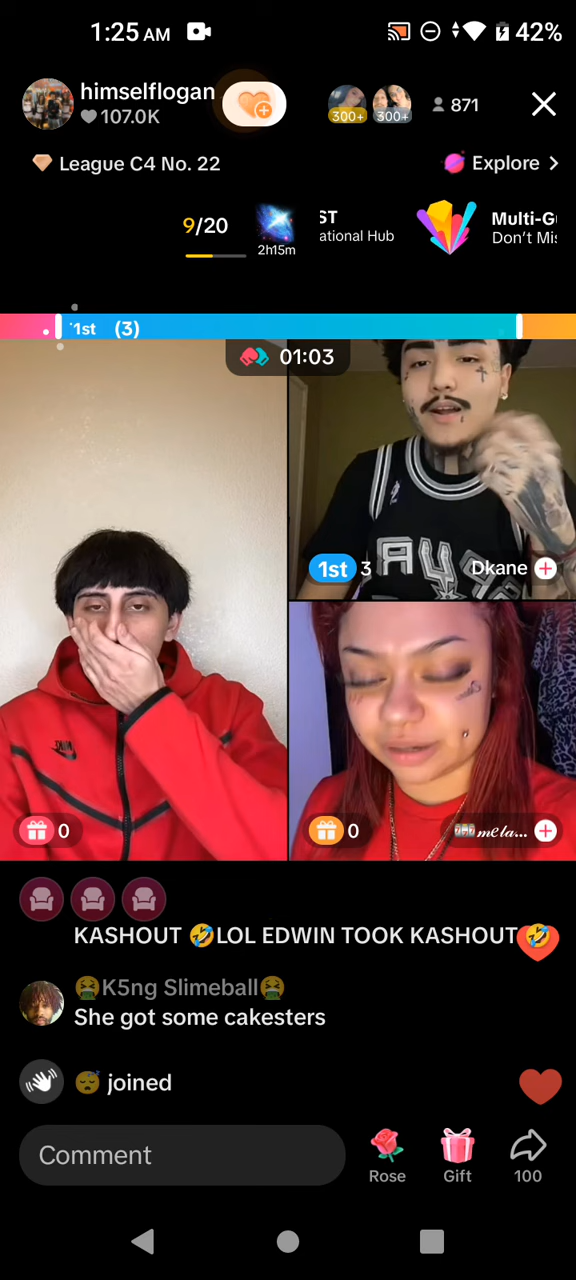 1:25 AM
42%
himselflogan
107.0K
300+
300+
871
League C4 No. 22
Explore >
9/20
2h15m
ST
ational Hub
Multi-G
Don't Mis
1st (3)
01:03
1st 3
Dkane
0
0
mela...
KASHOUT 🤣LOL EDWIN TOOK KASHOUT🤣
🤮K5ng Slimeball🤮
She got some cakesters
😴 joined
Comment
Rose
Gift
100